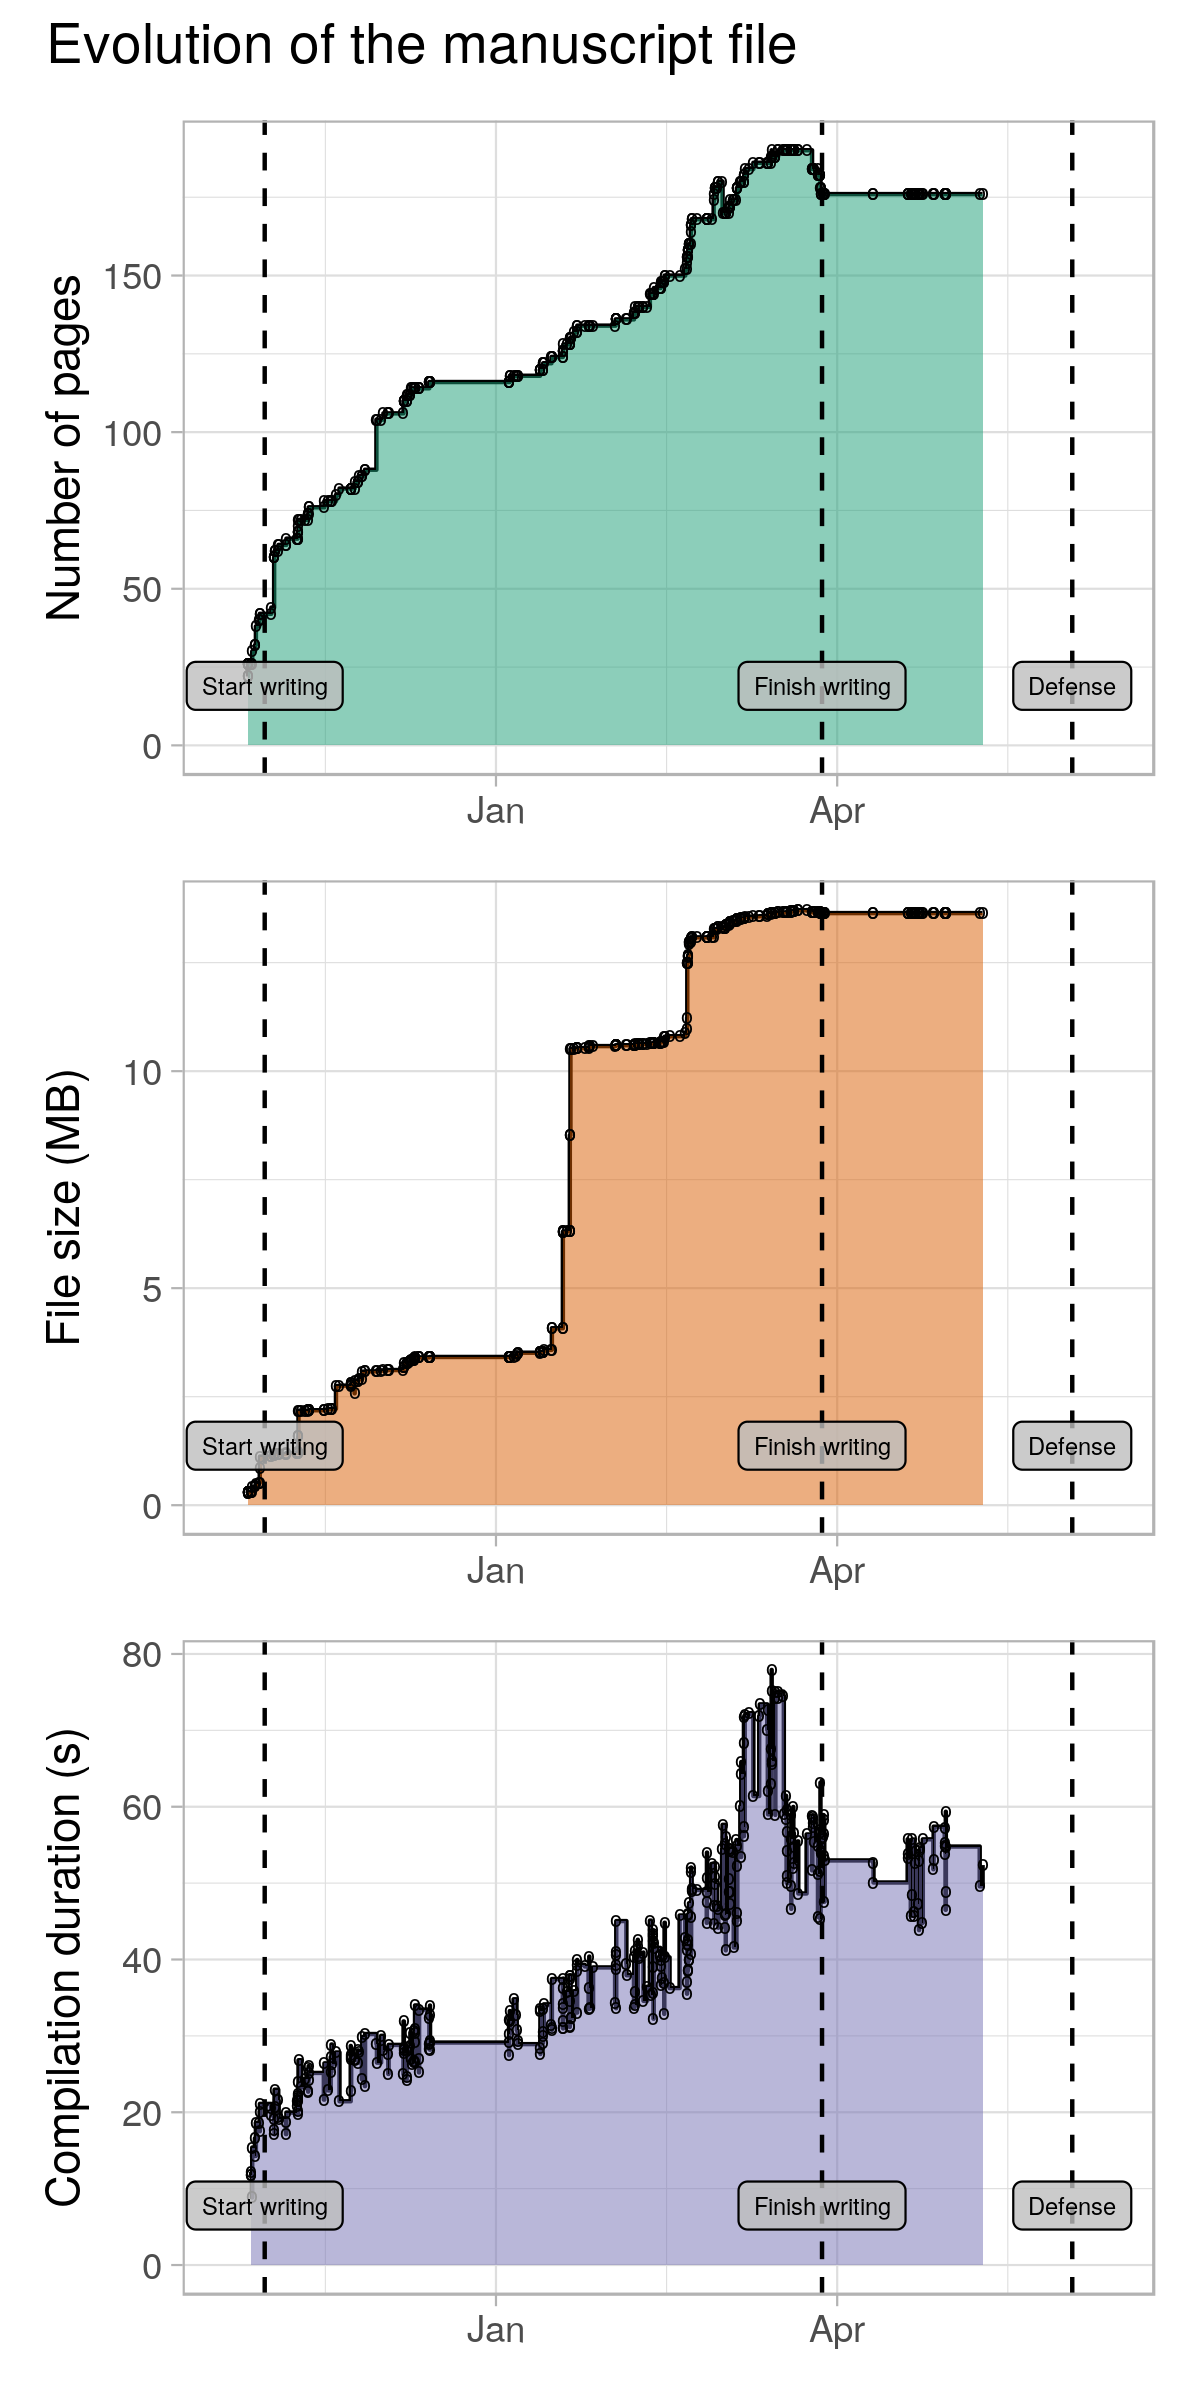 Evolution of the manuscript file
Number of pages
150
100
50
0
Start writing
Finish writing
Defense
Jan
Apr
File size (MB)
10
5
0
Start writing
Finish writing
Defense
Jan
Apr
Compilation duration (s)
80
60
40
20
0
Start writing
Finish writing
Defense
Jan
Apr